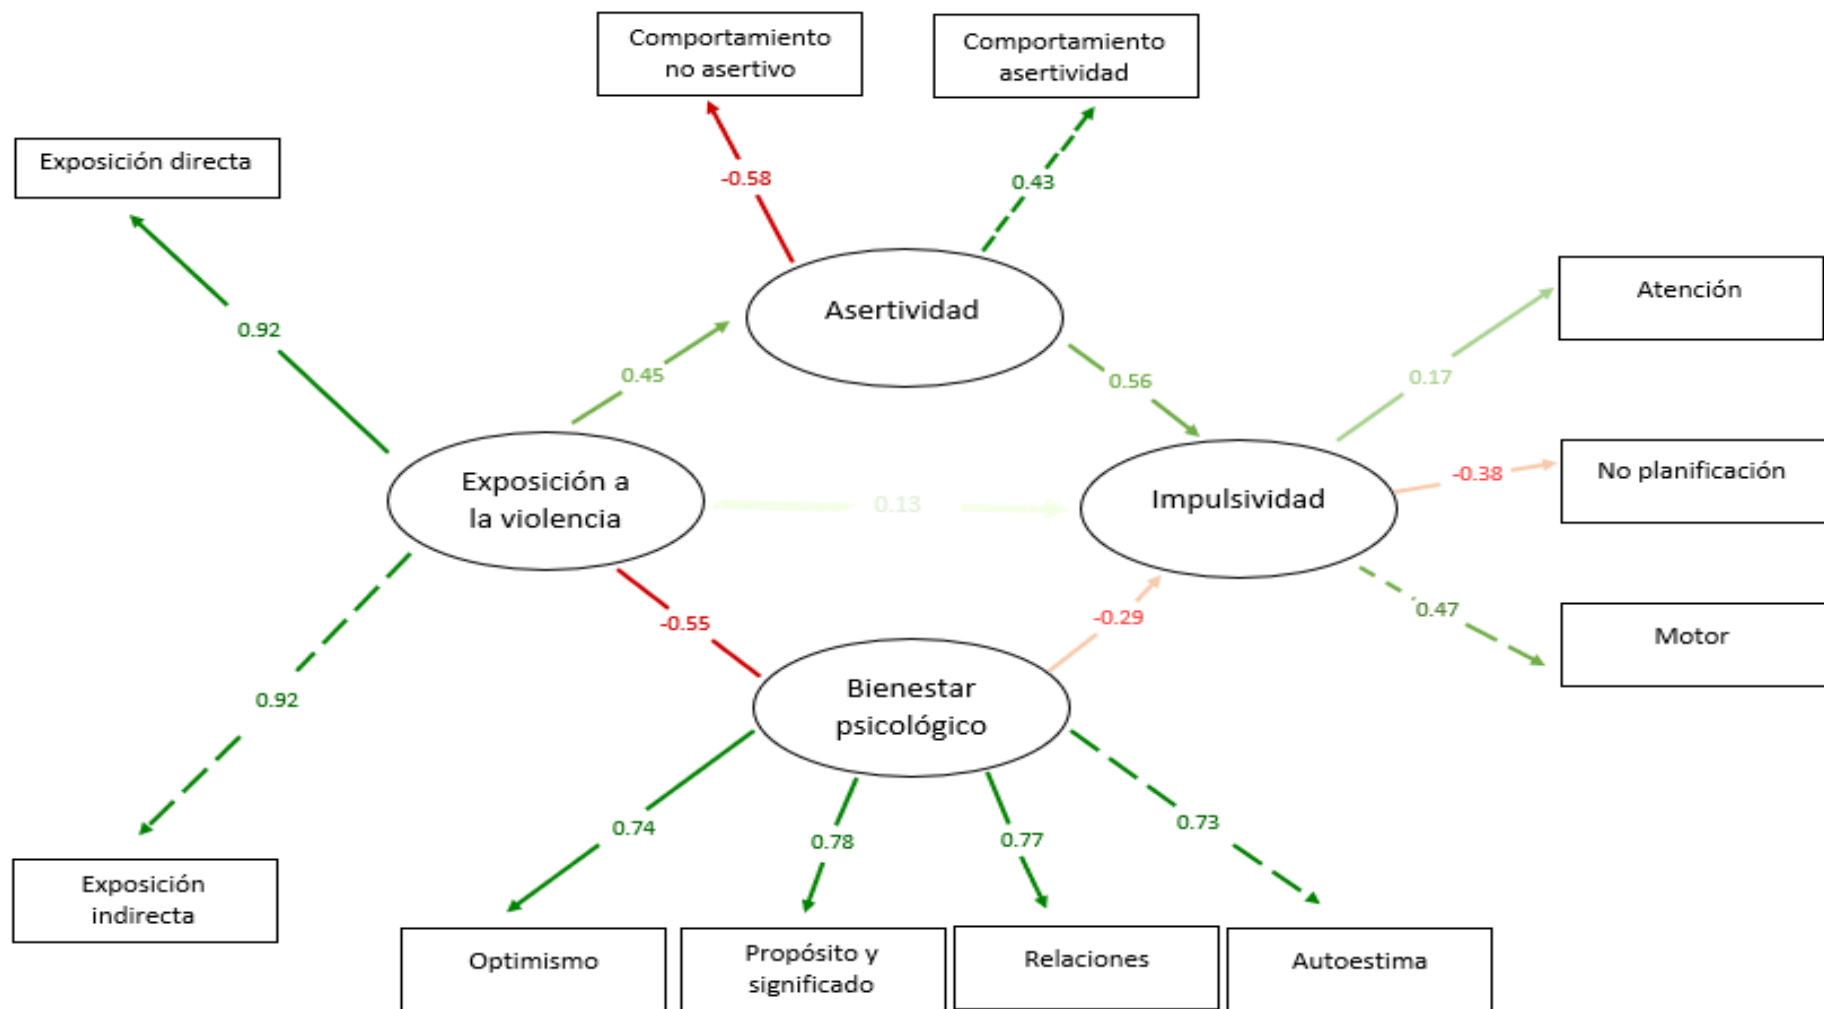 Comportamiento
no asertivo
Comportamiento
asertividad
Exposición directa
-0.58
0.43
Asertividad
Atención
0.92
0.45
0.56
0.17
Exposición a
la violencia
0.13
Impulsividad
-0.38
No planificación
-0.55
-0.29
0.47
Motor
Bienestar
psicológico
0.92
0.74
0.78
0.77
0.73
Exposición
indirecta
Optimismo
Propósito y
significado
Relaciones
Autoestima